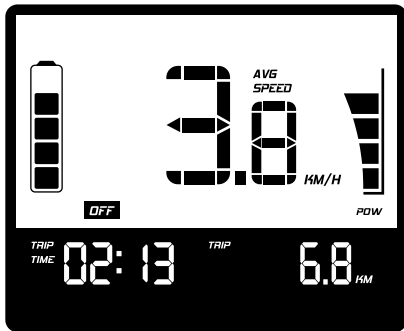 AVG
SPEED
3.8 KM/H
OFF
POW
TRIP
TIME 02:13
TRIP 6.8 KM